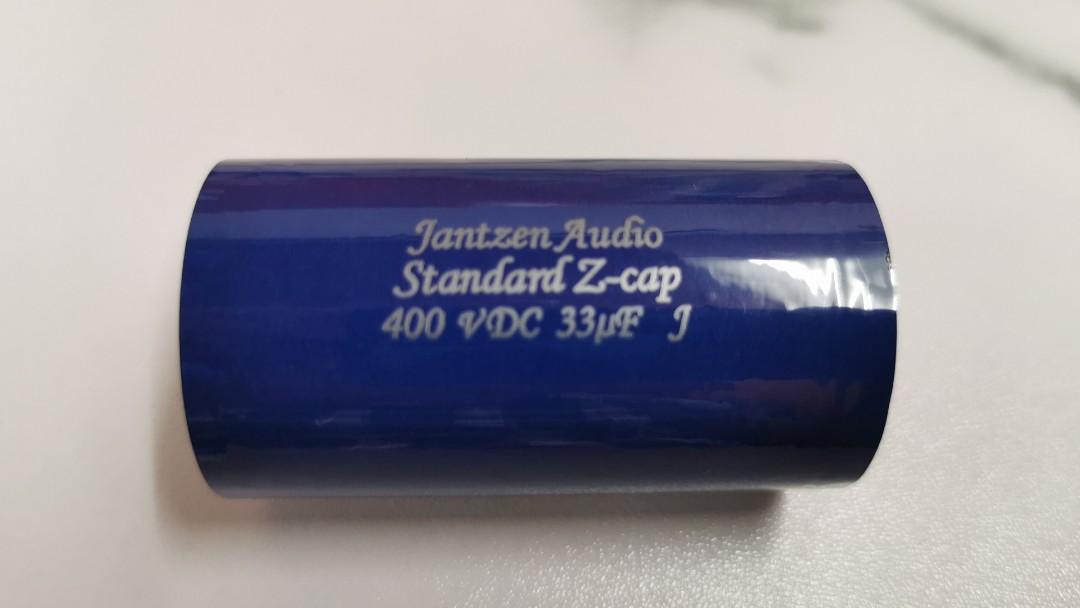 Jantzen Audio
Standard Z-cap
400 VDC 33µF J